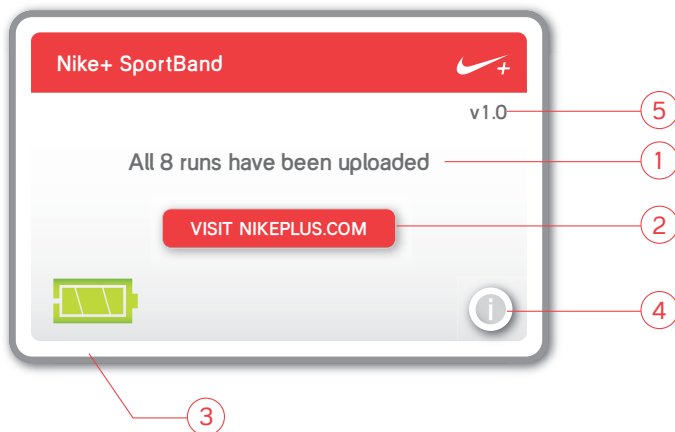 Nike+ SportBand
+
v1.0
5
All 8 runs have been uploaded
1
VISIT NIKEPLUS.COM
2
i
4
3